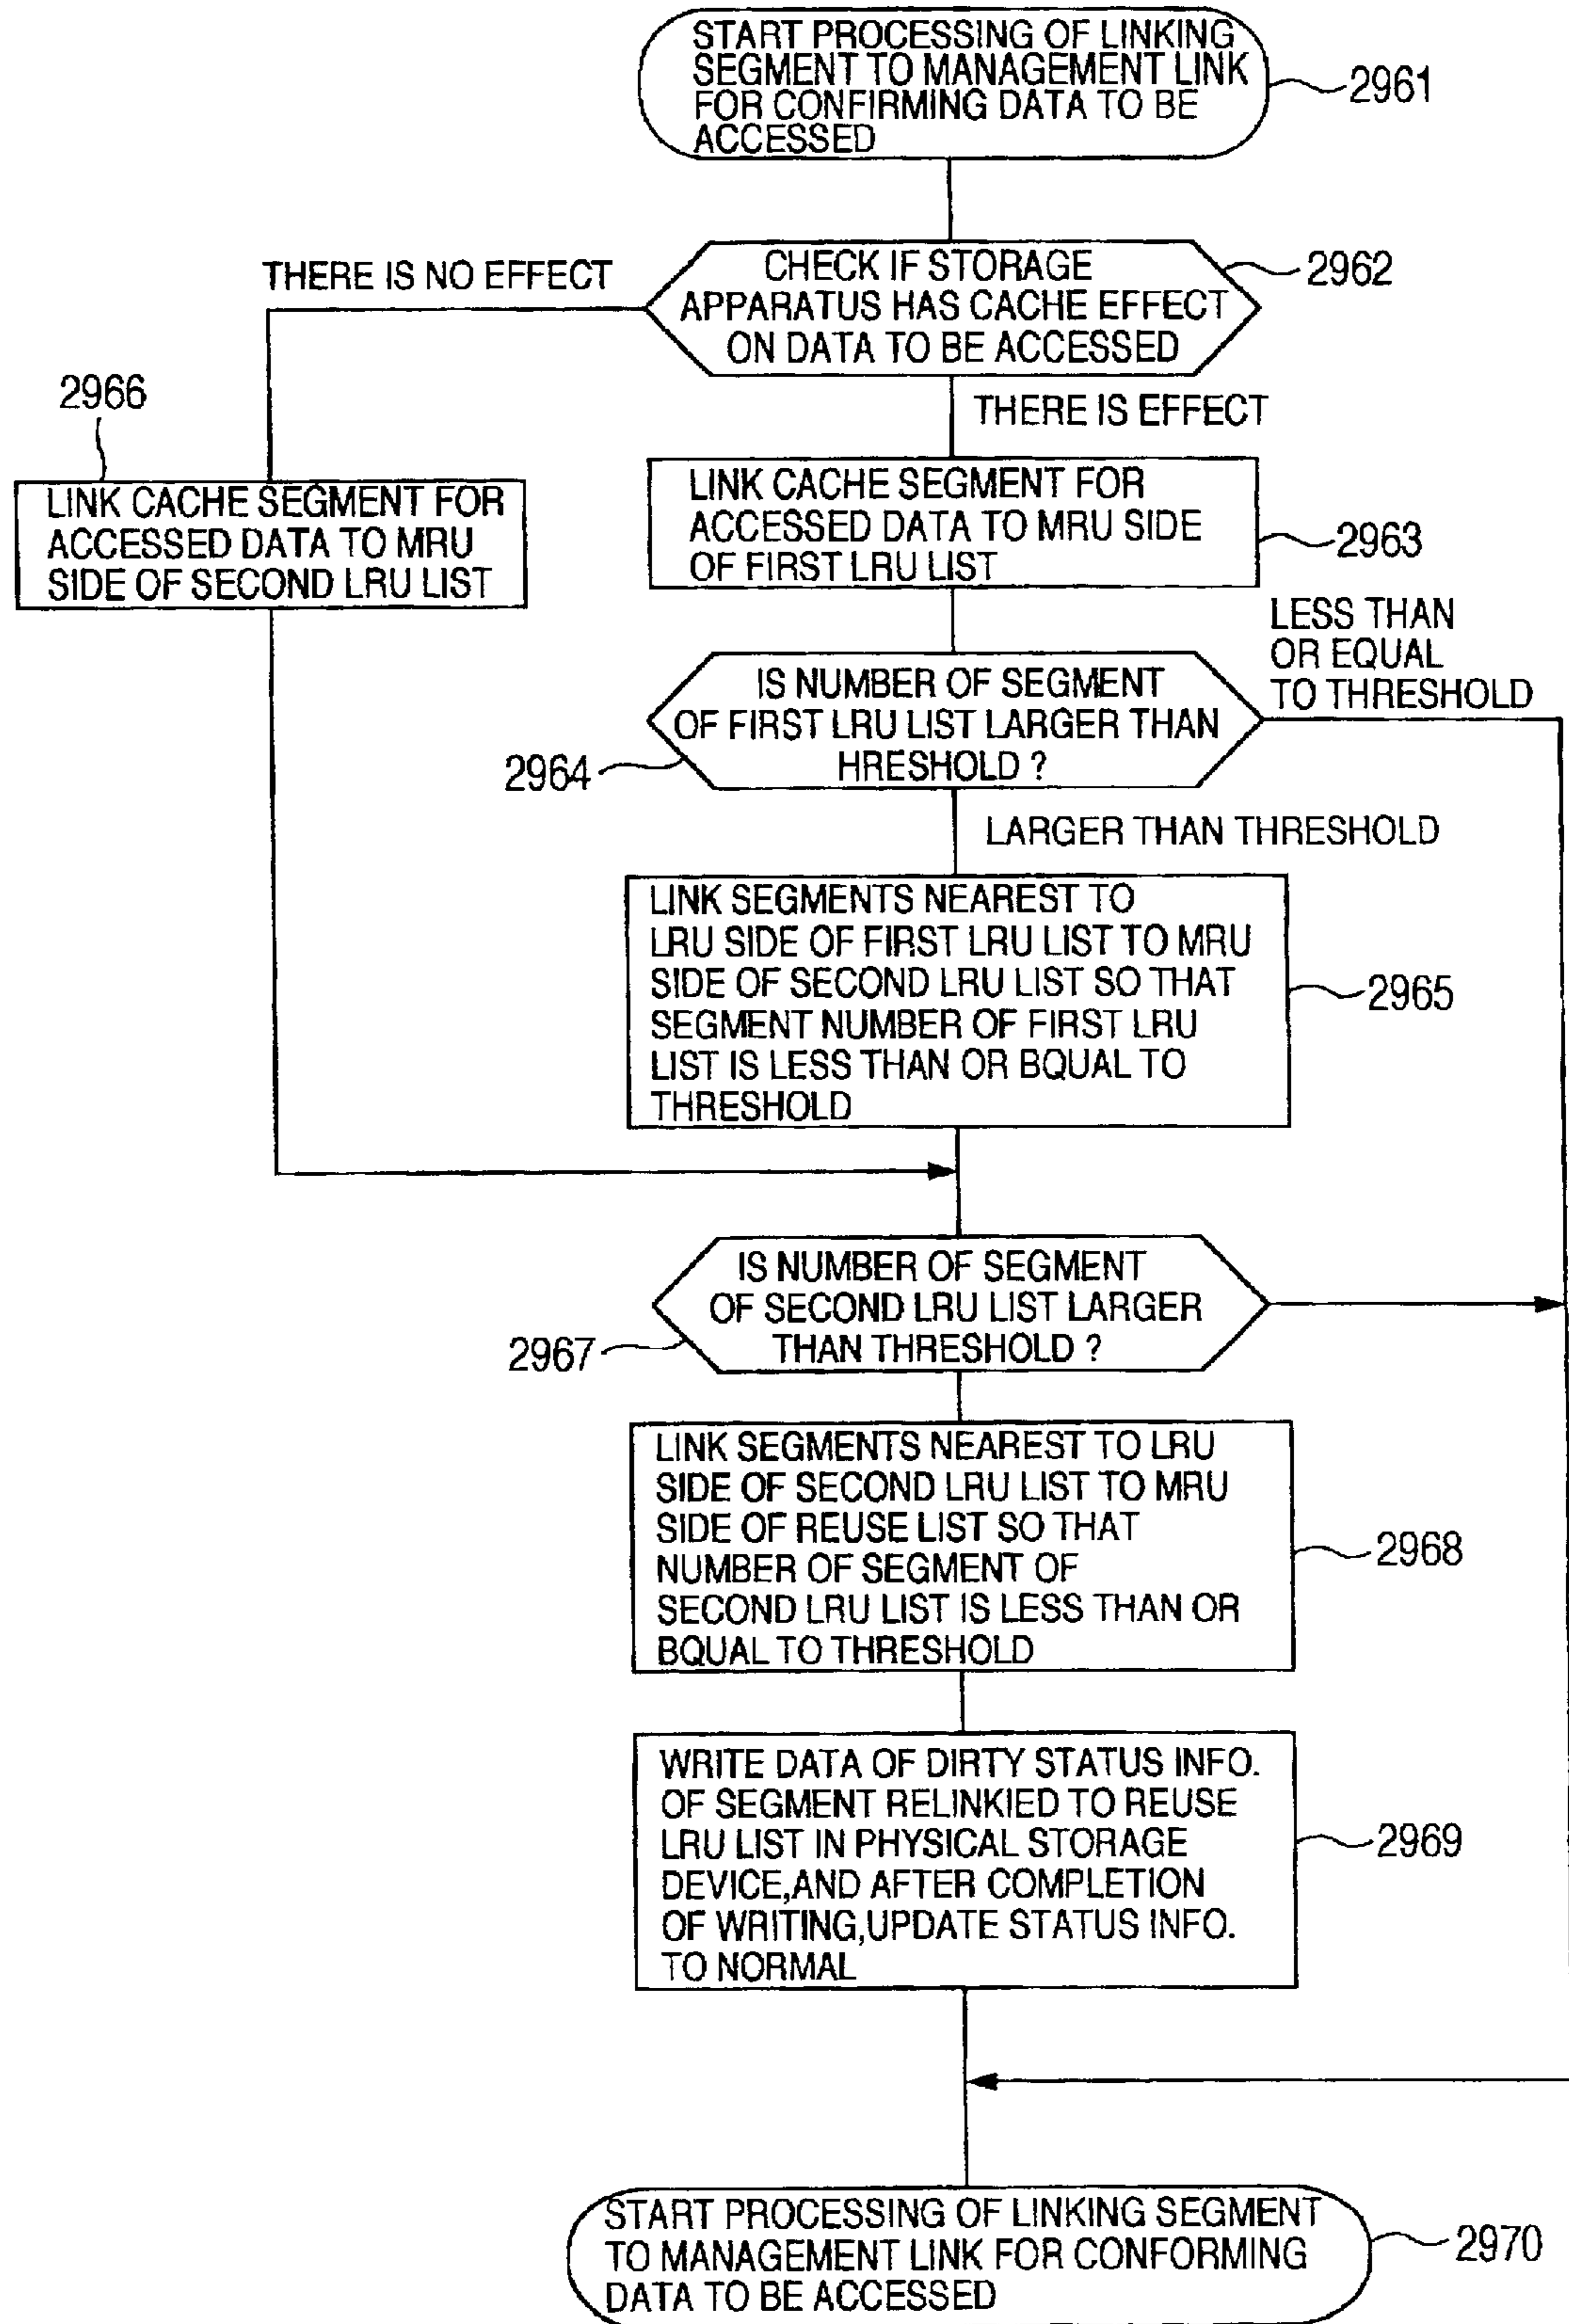 START PROCESSING OF LINKING
SEGMENT TO MANAGEMENT LINK
FOR CONFIRMING DATA TO BE
ACCESSED
2961
CHECK IF STORAGE
APPARATUS HAS CACHE EFFECT
ON DATA TO BE ACCESSED
2962
THERE IS NO EFFECT
THERE IS EFFECT
2966
LINK CACHE SEGMENT FOR
ACCESSED DATA TO MRU
SIDE OF SECOND LRU LIST
LINK CACHE SEGMENT FOR
ACCESSED DATA TO MRU SIDE
OF FIRST LRU LIST
2963
LESS THAN
OR EQUAL
TO THRESHOLD
IS NUMBER OF SEGMENT
OF FIRST LRU LIST LARGER THAN
HRESHOLD ?
2964
LARGER THAN THRESHOLD
LINK SEGMENTS NEAREST TO
LRU SIDE OF FIRST LRU LIST TO MRU
SIDE OF SECOND LRU LIST SO THAT
SEGMENT NUMBER OF FIRST LRU
LIST IS LESS THAN OR BQUAL TO
THRESHOLD
2965
IS NUMBER OF SEGMENT
OF SECOND LRU LIST LARGER
THAN THRESHOLD ?
2967
LINK SEGMENTS NEAREST TO LRU
SIDE OF SECOND LRU LIST TO MRU
SIDE OF REUSE LIST SO THAT
NUMBER OF SEGMENT OF
SECOND LRU LIST IS LESS THAN OR
BQUAL TO THRESHOLD
2968
WRITE DATA OF DIRTY STATUS INFO.
OF SEGMENT RELINKIED TO REUSE
LRU LIST IN PHYSICAL STORAGE
DEVICE,AND AFTER COMPLETION
OF WRITING,UPDATE STATUS INFO.
TO NORMAL
2969
START PROCESSING OF LINKING SEGMENT
TO MANAGEMENT LINK FOR CONFORMING
DATA TO BE ACCESSED
2970